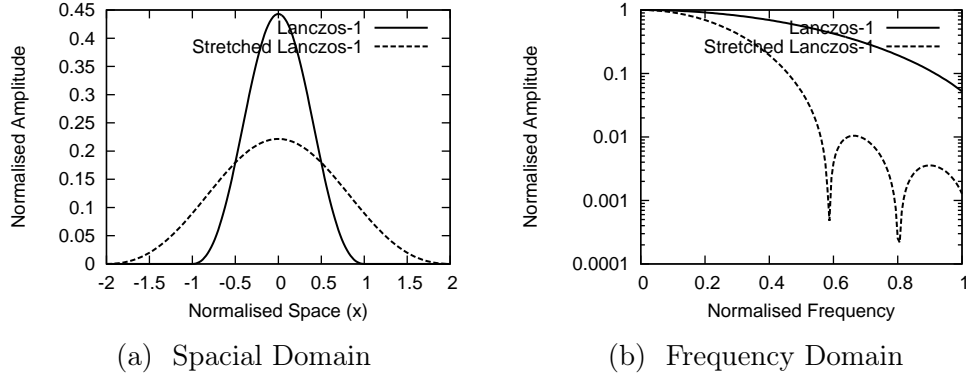 Normalised Amplitude
0.45
0.4
0.35
0.3
0.25
0.2
0.15
0.1
0.05
0
-2 -1.5 -1 -0.5 0 0.5 1 1.5 2
Normalised Space (x)
Lanczos-1
Stretched Lanczos-1
(a) Spacial Domain
Normalised Amplitude
1
0.1
0.01
0.001
0.0001
0 0.2 0.4 0.6 0.8 1
Normalised Frequency
Lanczos-1
Stretched Lanczos-1
(b) Frequency Domain